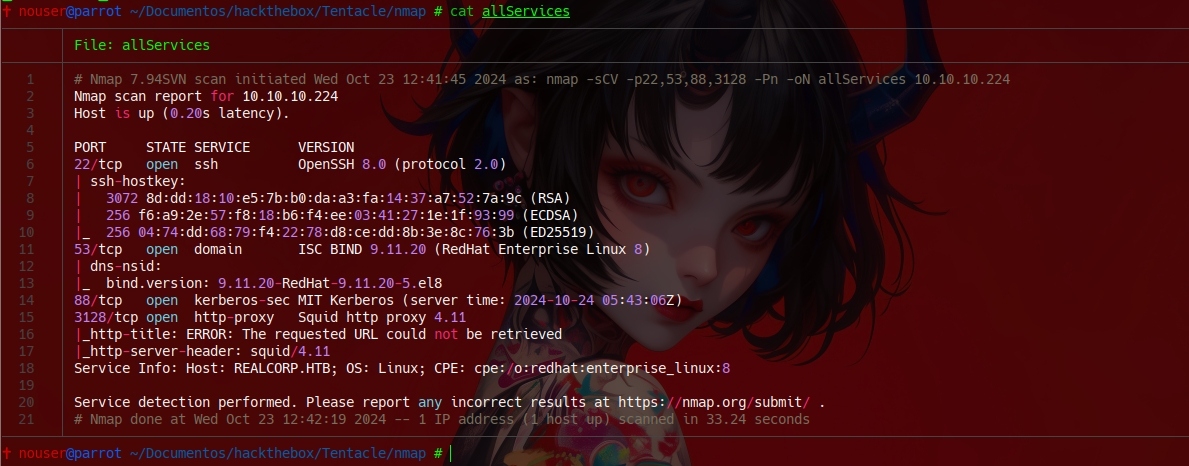 † nouser@parrot ~/Documentos/hackthebox/Tentacle/nmap # cat allServices
File: allServices
1 # Nmap 7.94SVN scan initiated Wed Oct 23 12:41:45 2024 as: nmap -sCV -p22,53,88,3128 -Pn -oN allServices 10.10.10.224
2 Nmap scan report for 10.10.10.224
3 Host is up (0.20s latency).
4
5 PORT     STATE SERVICE      VERSION
6 22/tcp   open  ssh          OpenSSH 8.0 (protocol 2.0)
7 | ssh-hostkey:
8 |   3072 8d:dd:18:10:e5:7b:b0:da:a3:fa:14:37:a7:52:7a:9c (RSA)
9 |   256 f6:a9:2e:57:f8:18:b6:f4:ee:03:41:27:1e:1f:93:99 (ECDSA)
10 |_  256 04:74:dd:68:79:f4:22:78:d8:ce:dd:8b:3e:8c:76:3b (ED25519)
11 53/tcp   open  domain       ISC BIND 9.11.20 (RedHat Enterprise Linux 8)
12 | dns-nsid:
13 |_  bind.version: 9.11.20-RedHat-9.11.20-5.el8
14 88/tcp   open  kerberos-sec MIT Kerberos (server time: 2024-10-24 05:43:06Z)
15 3128/tcp open  http-proxy   Squid http proxy 4.11
16 |_http-title: ERROR: The requested URL could not be retrieved
17 |_http-server-header: squid/4.11
18 Service Info: Host: REALCORP.HTB; OS: Linux; CPE: cpe:/o:redhat:enterprise_linux:8
19
20 Service detection performed. Please report any incorrect results at https://nmap.org/submit/ .
21 # Nmap done at Wed Oct 23 12:42:19 2024 -- 1 IP address (1 host up) scanned in 33.24 seconds
† nouser@parrot ~/Documentos/hackthebox/Tentacle/nmap #